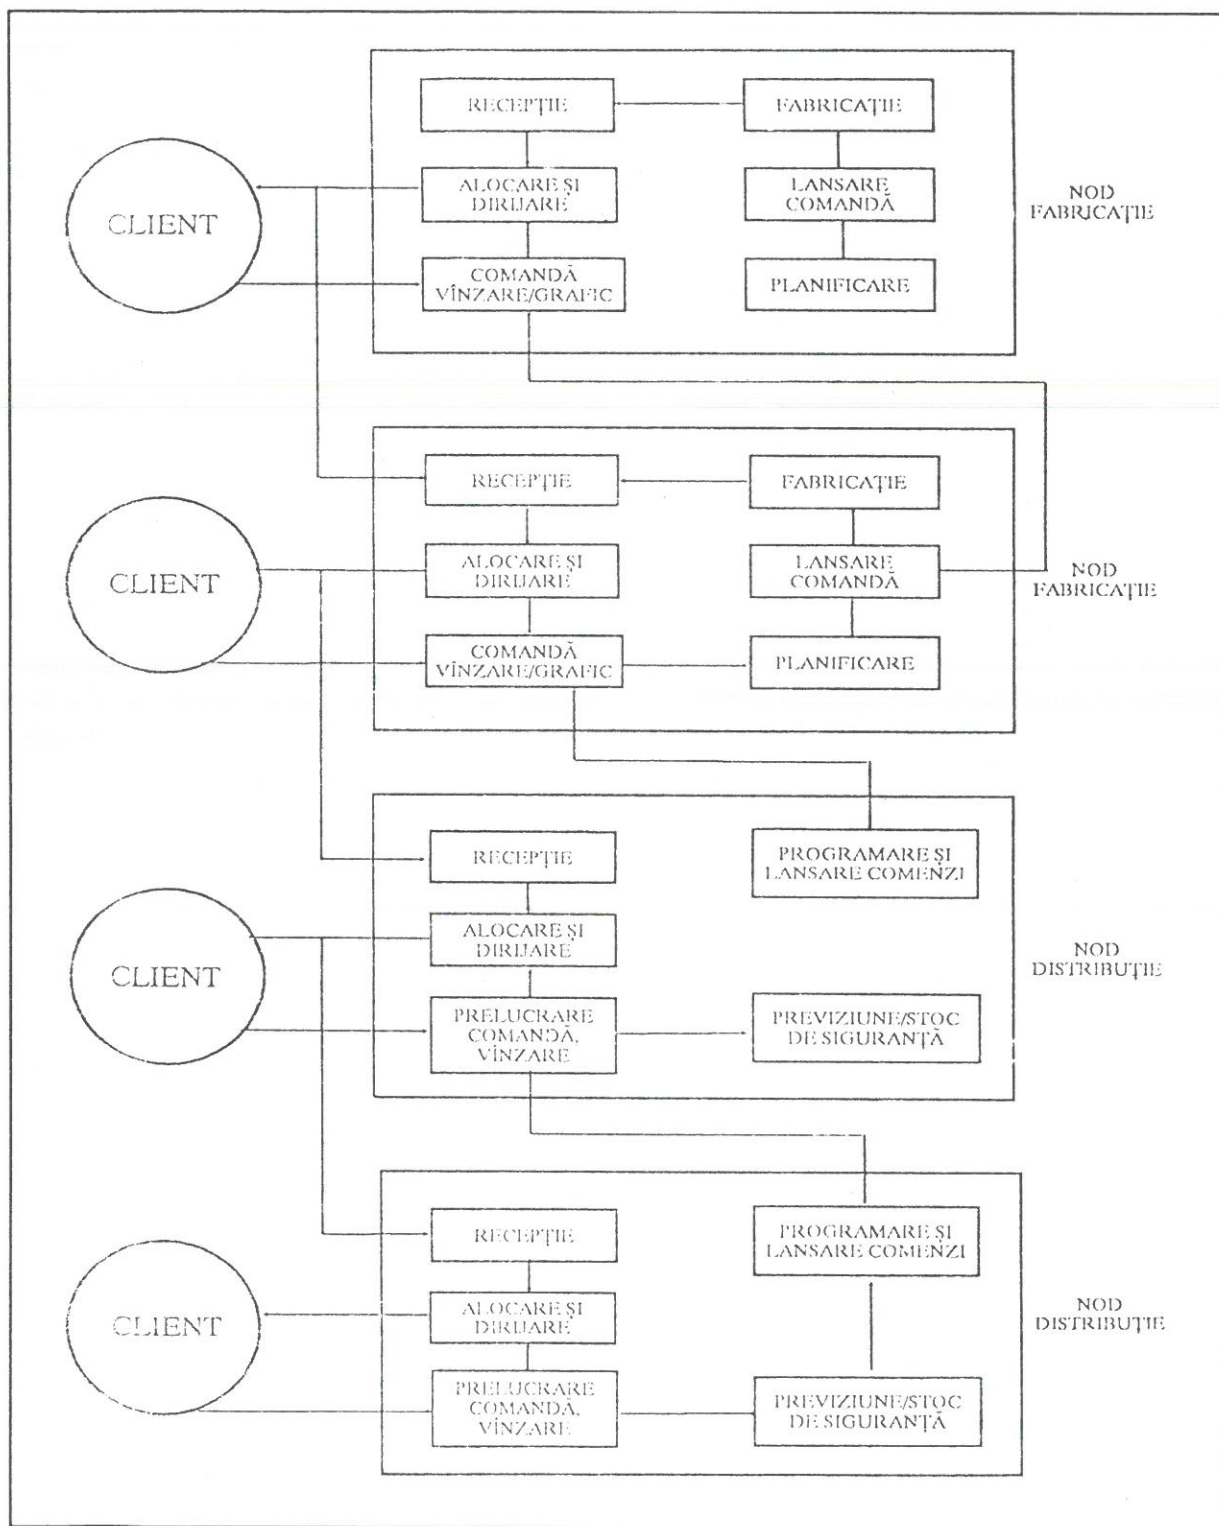 RECEPȚIE
FABRICAȚIE
CLIENT
ALOCARE ȘI
DIRIJARE
LANSARE
COMANDĂ
NOD
FABRICAȚIE
COMANDĂ
VÎNZARE/GRAFIC
PLANIFICARE
RECEPȚIE
FABRICAȚIE
CLIENT
ALOCARE ȘI
DIRIJARE
LANSARE
COMANDĂ
NOD
FABRICAȚIE
COMANDĂ
VÎNZARE/GRAFIC
PLANIFICARE
RECEPȚIE
PROGRAMARE ȘI
LANSARE COMENZI
CLIENT
ALOCARE ȘI
DIRIJARE
NOD
DISTRIBUȚIE
PRELUCRARE
COMANDĂ,
VÎNZARE
PREVIZIUNE/STOC
DE SIGURANȚĂ
RECEPȚIE
PROGRAMARE ȘI
LANSARE COMENZI
CLIENT
ALOCARE ȘI
DIRIJARE
NOD
DISTRIBUȚIE
PRELUCRARE
COMANDĂ,
VÎNZARE
PREVIZIUNE/STOC
DE SIGURANȚĂ